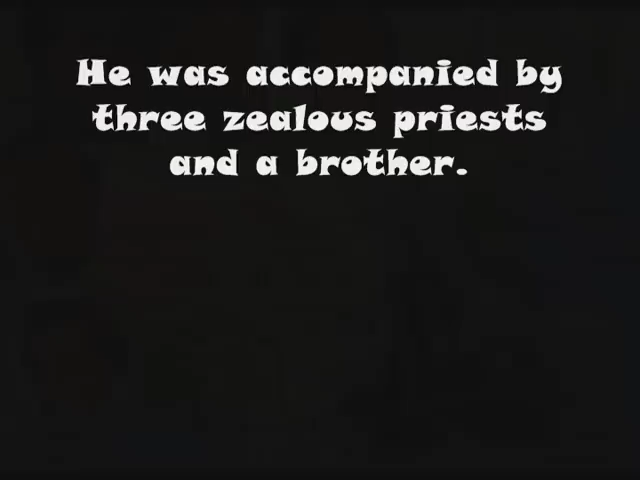 He was accompanied by
three zealous priests
and a brother.